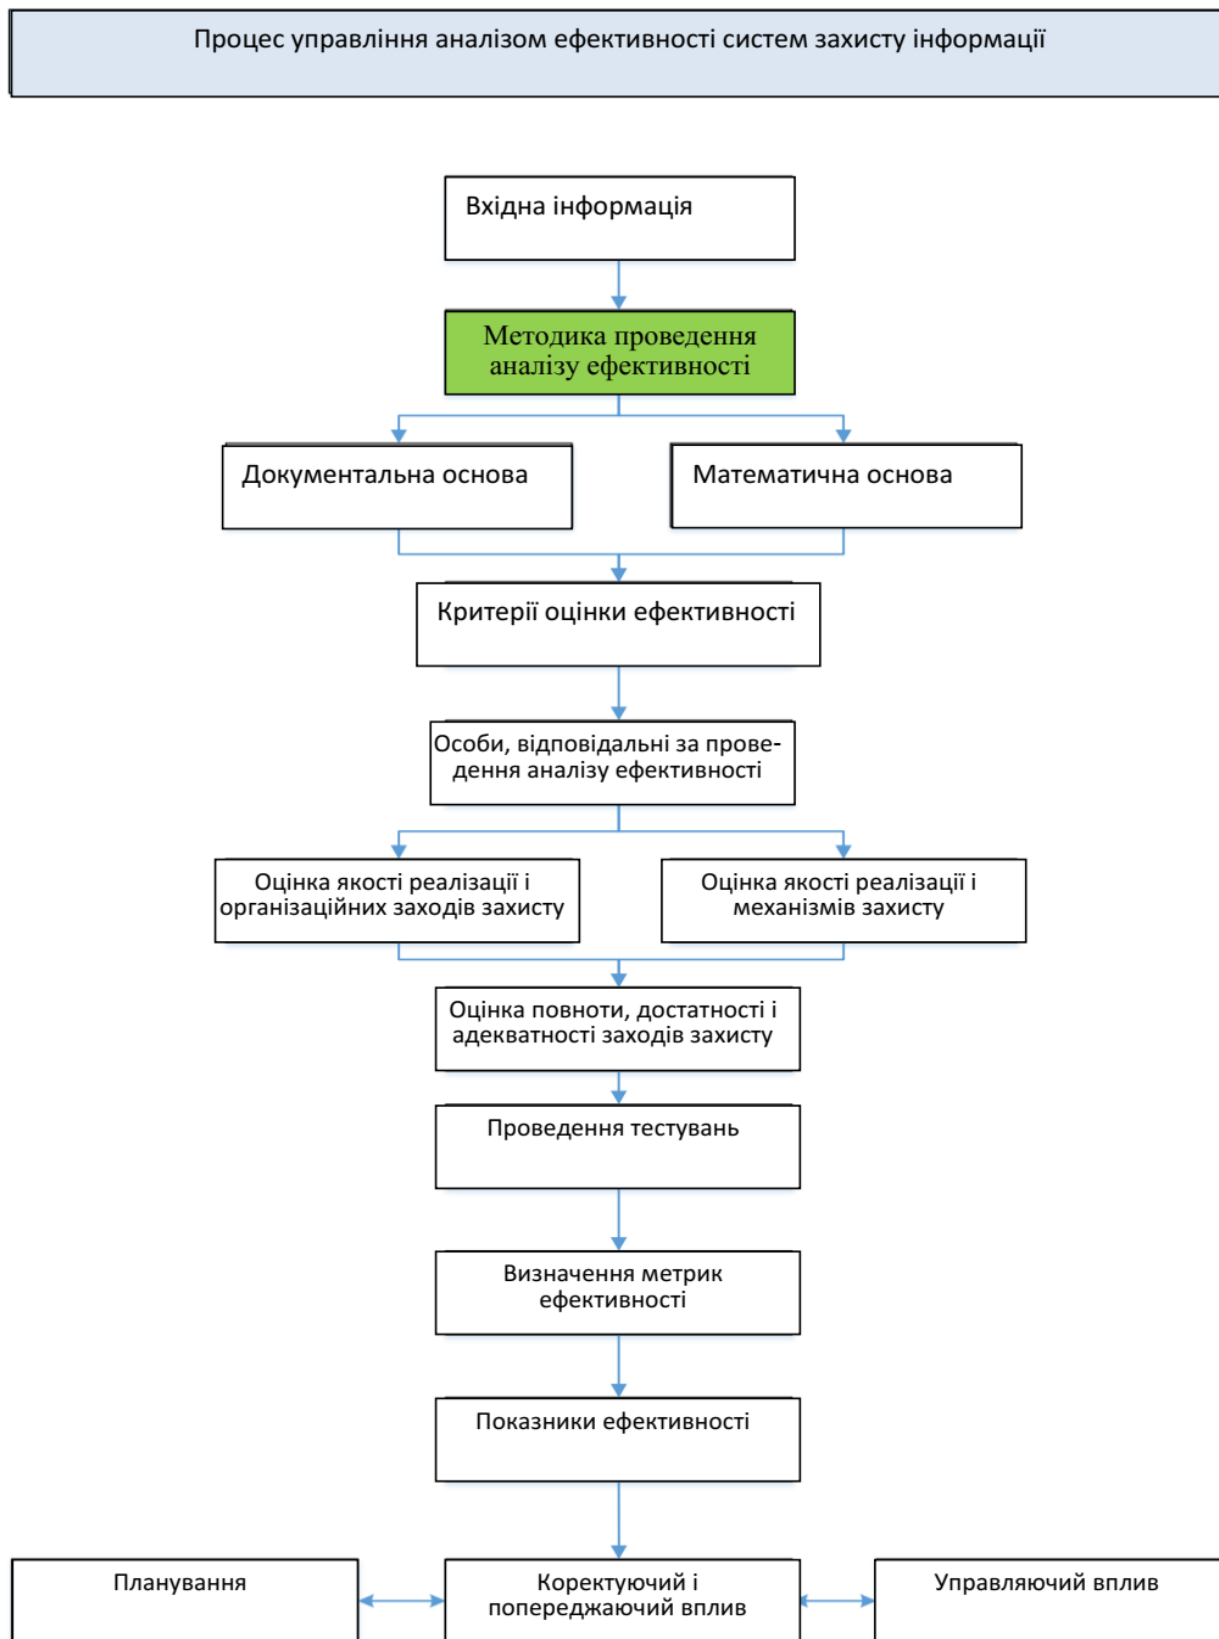 Процес управління аналізом ефективності систем захисту інформації
Вхідна інформація
Методика проведення
аналізу ефективності
Документальна основа
Математична основа
Критерії оцінки ефективності
Особи, відповідальні за прове-
дення аналізу ефективності
Оцінка якості реалізації і
організаційних заходів захисту
Оцінка якості реалізації і
механізмів захисту
Оцінка повноти, достатності і
адекватності заходів захисту
Проведення тестувань
Визначення метрик
ефективності
Показники ефективності
Планування
Коректуючий і
попереджаючий вплив
Управляючий вплив